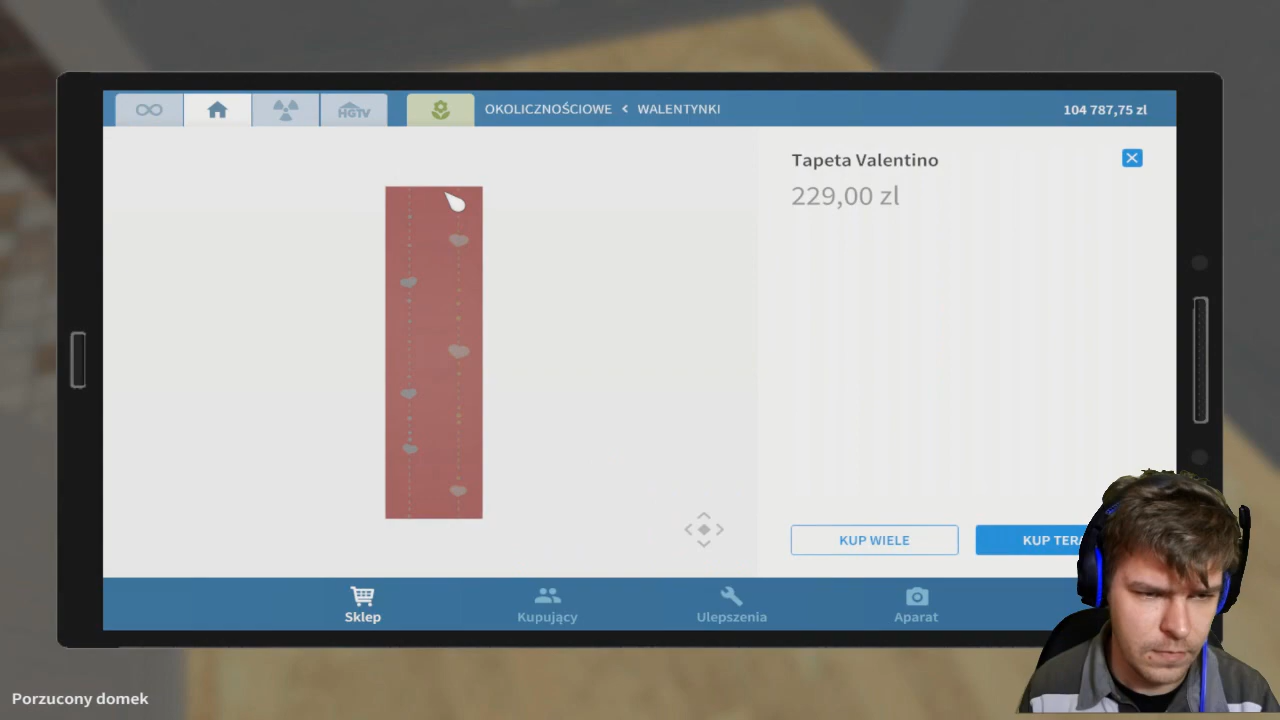 HGTV
OKOLICZNOŚCIOWE < WALENTYNKI
104 787,75 zl
Tapeta Valentino
229,00 zl
KUP WIELE
KUP TERA
Sklep
Kupujący
Ulepszenia
Aparat
Porzucony domek